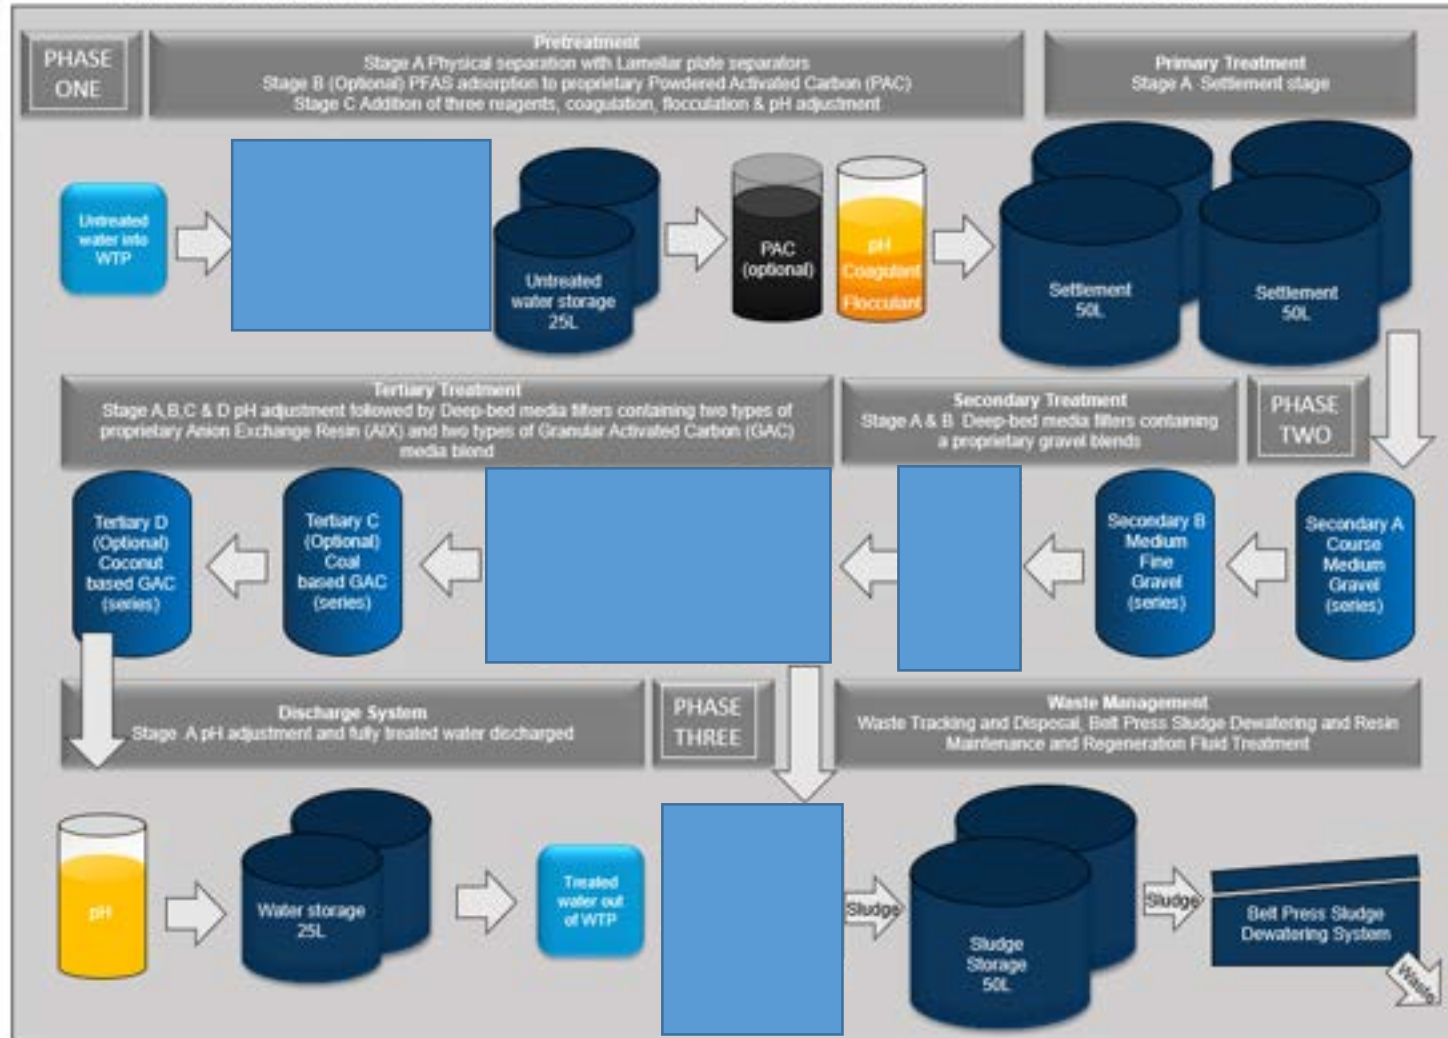 PHASE
ONE
Pretreatment
Stage A Physical separation with Lamellar plate separators
Stage B (Optional) PFAS adsorption to proprietary Powdered Activated Carbon (PAC)
Stage C Addition of three reagents, coagulation, flocculation & pH adjustment
Primary Treatment
Stage A Settlement stage
Untreated
water into
WTP
Untreated
water storage
25L
PAC
(optional)
pH
Coagulant
Flocculant
Settlement
50L
Settlement
50L
Tertiary Treatment
Stage A,B,C & D pH adjustment followed by Deep-bed media filters containing two types of
proprietary Anion Exchange Resin (AIX) and two types of Granular Activated Carbon (GAC)
media blend
Secondary Treatment
Stage A & B Deep-bed media filters containing
a proprietary gravel blends
PHASE
TWO
Tertiary D
(Optional)
Coconut
based GAC
(series)
Tertiary C
(Optional)
Coal
based GAC
(series)
Secondary B
Medium
Fine
Gravel
(series)
Secondary A
Course
Medium
Gravel
(series)
Discharge System
Stage .A pH adjustment and fully treated water discharged
PHASE
THREE
Waste Management
Waste Tracking and Disposal, Belt Press Sludge Dewatering and Resin
Maintenance and Regeneration Fluid Treatment
pH
Water storage
25L
Treated
water out
of WTP
Sludge
Sludge
Storage
50L
Sludge
Belt Press Sludge
Dewatering System
Waste